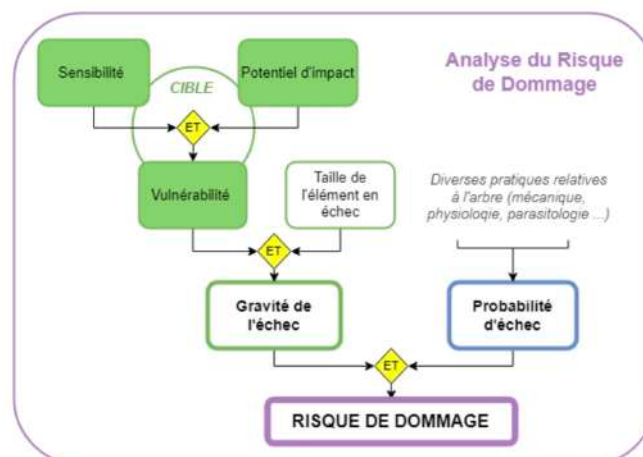 Analyse du Risque
de Dommage
Sensibilité
Potentiel d'impact
CIBLE
ET
Vulnérabilité
Taille de
l'élément en
échec
Diverses pratiques relatives
à l'arbre (mécanique,
physiologie, parasitologie ...)
ET
Gravité de
l'échec
Probabilité
d'échec
ET
RISQUE DE DOMMAGE